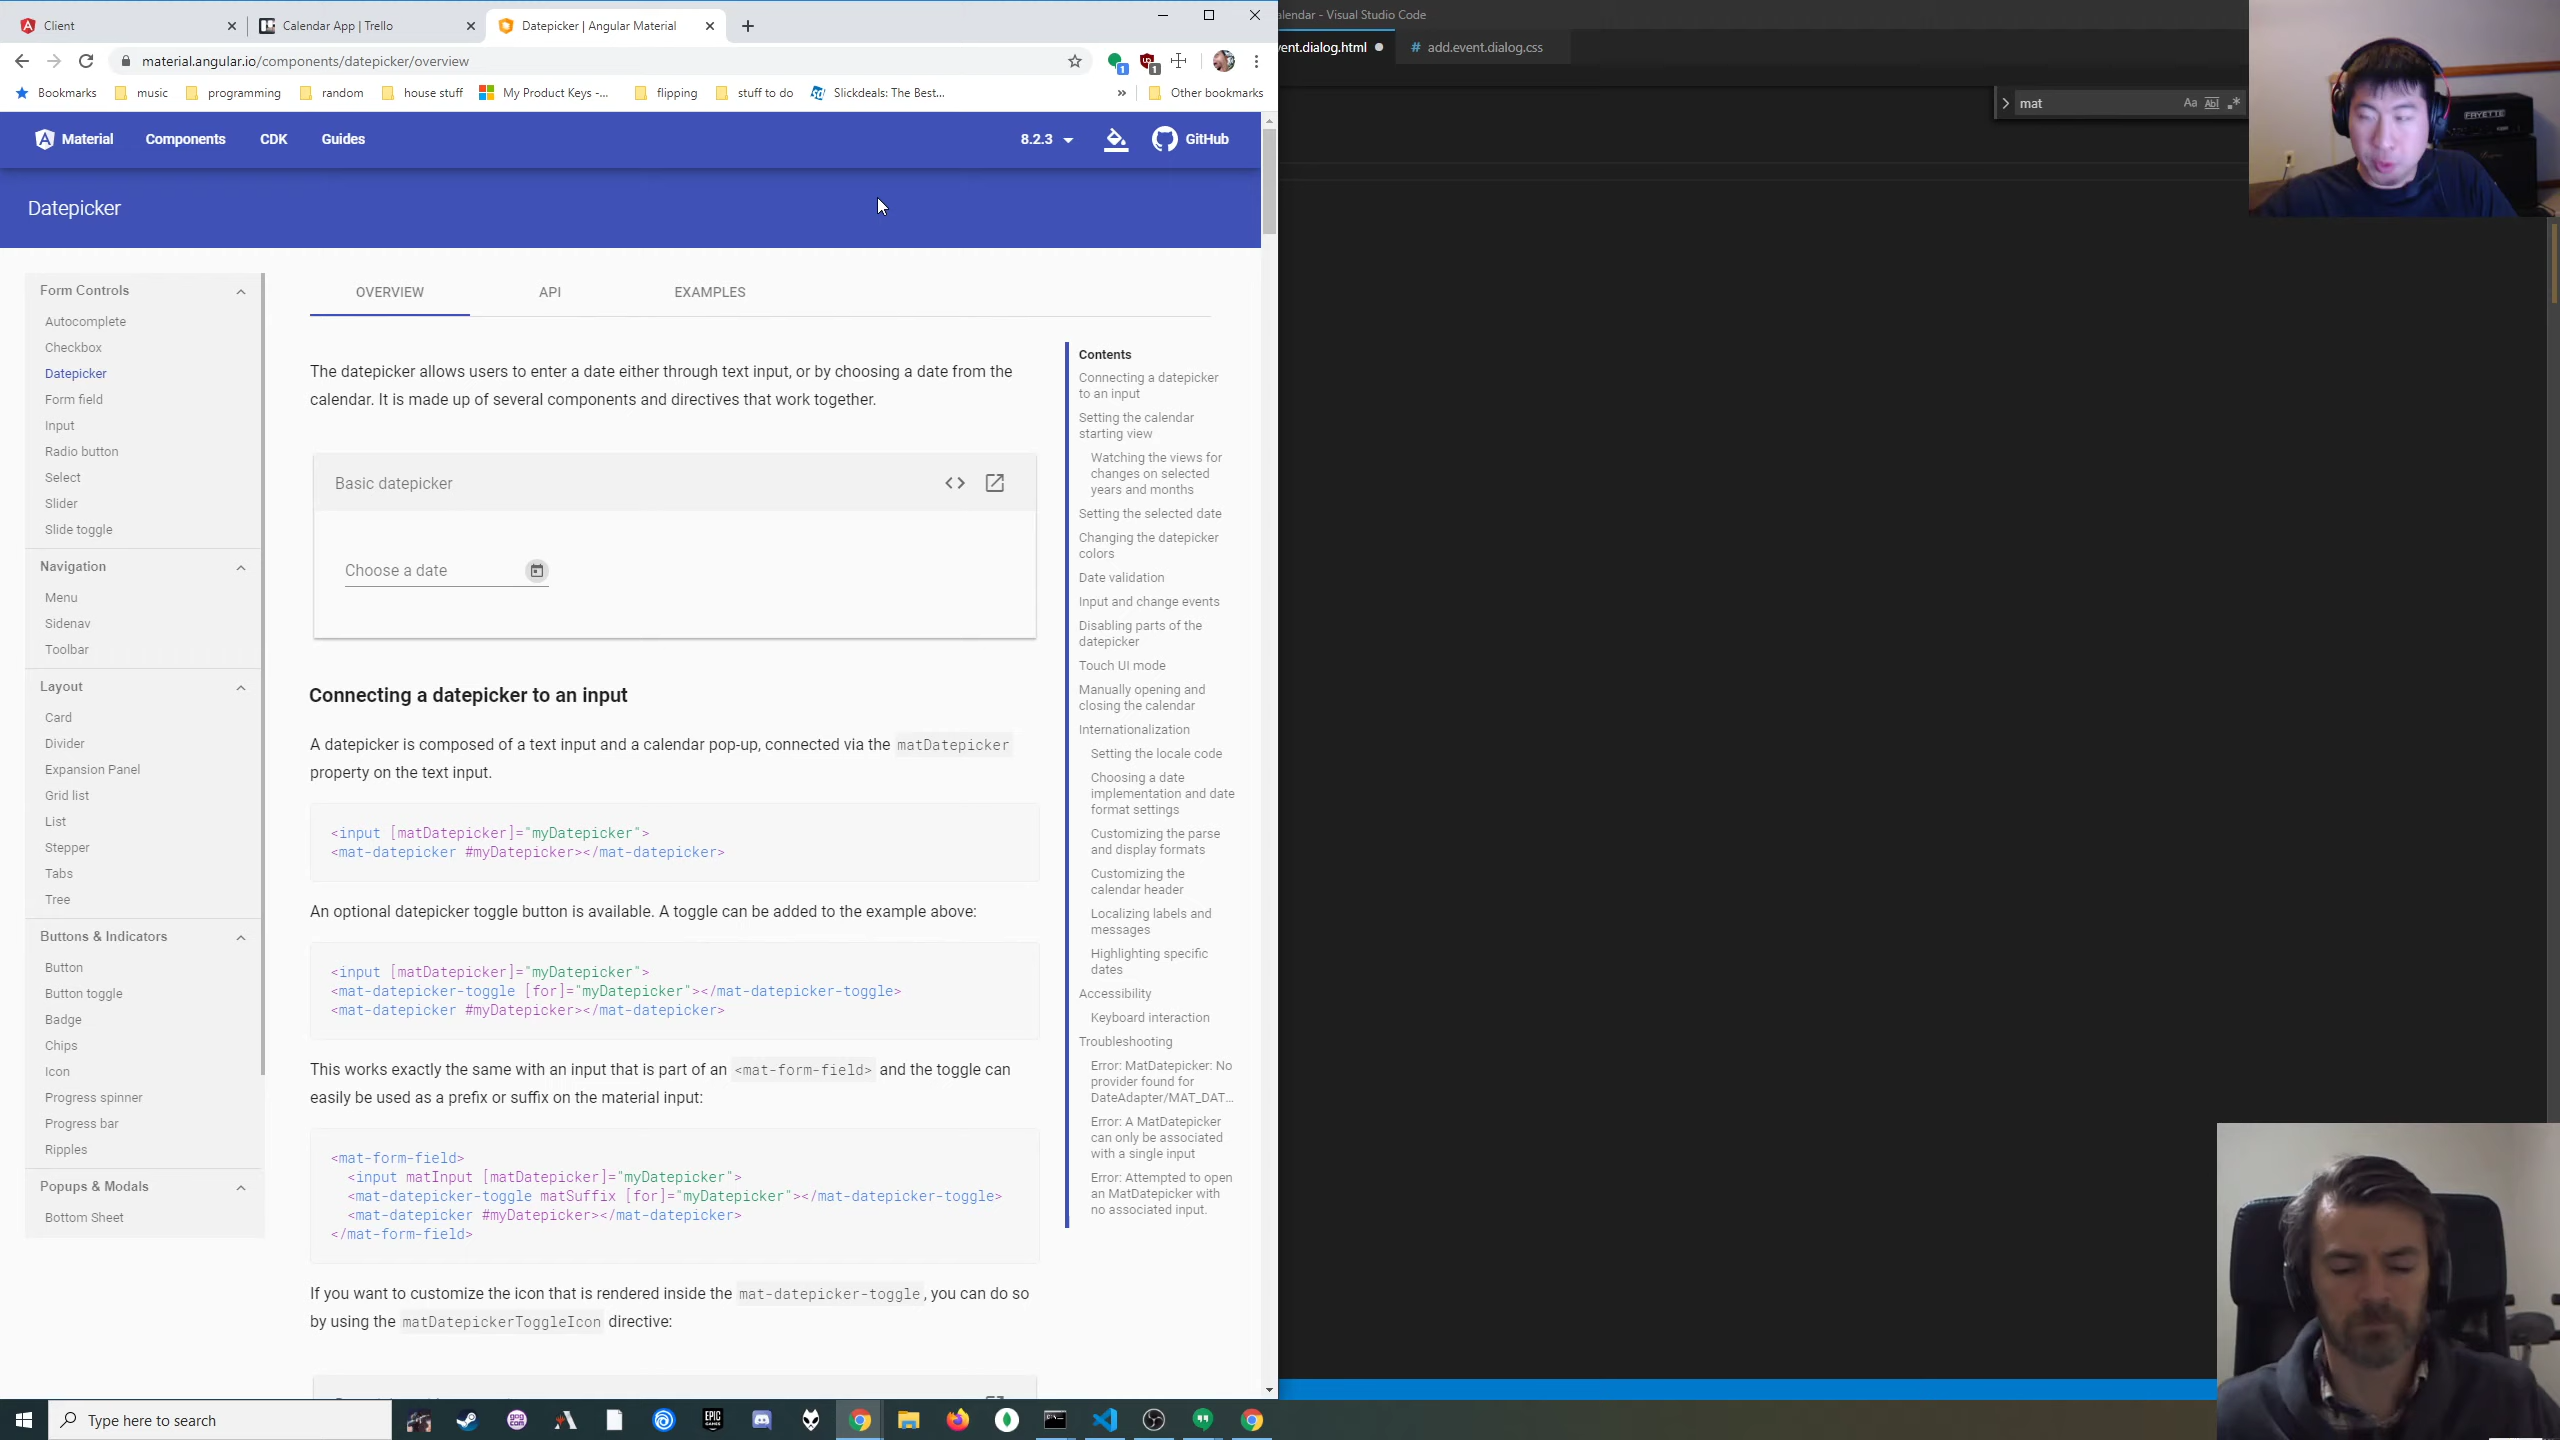 Client
Calendar App | Trello
Datepicker | Angular Material
material.angular.io/components/datepicker/overview
1
1
Bookmarks
music
programming
random
house stuff
My Product Keys -...
flipping
stuff to do
Slickdeals: The Best...
»
Other bookmarks
Material
Components
CDK
Guides
8.2.3
GitHub
Datepicker
Form Controls
Autocomplete
Checkbox
Datepicker
Form field
Input
Radio button
Select
Slider
Slide toggle
Navigation
Menu
Sidenav
Toolbar
Layout
Card
Divider
Expansion Panel
Grid list
List
Stepper
Tabs
Tree
Buttons & Indicators
Button
Button toggle
Badge
Chips
Icon
Progress spinner
Progress bar
Ripples
Popups & Modals
Bottom Sheet
OVERVIEW
API
EXAMPLES
The datepicker allows users to enter a date either through text input, or by choosing a date from the
calendar. It is made up of several components and directives that work together.
Basic datepicker
<>
Choose a date
Connecting a datepicker to an input
A datepicker is composed of a text input and a calendar pop-up, connected via the matDatepicker
property on the text input.
<input [matDatepicker]="myDatepicker">
<mat-datepicker #myDatepicker></mat-datepicker>
An optional datepicker toggle button is available. A toggle can be added to the example above:
<input [matDatepicker]="myDatepicker">
<mat-datepicker-toggle [for]="myDatepicker"></mat-datepicker-toggle>
<mat-datepicker #myDatepicker></mat-datepicker>
This works exactly the same with an input that is part of an <mat-form-field> and the toggle can
easily be used as a prefix or suffix on the material input:
<mat-form-field>
<input matInput [matDatepicker]="myDatepicker">
<mat-datepicker-toggle matSuffix [for]="myDatepicker"></mat-datepicker-toggle>
<mat-datepicker #myDatepicker></mat-datepicker>
</mat-form-field>
If you want to customize the icon that is rendered inside the mat-datepicker-toggle, you can do so
by using the matDatepickerToggleIcon directive:
Contents
Connecting a datepicker
to an input
Setting the calendar
starting view
Watching the views for
changes on selected
years and months
Setting the selected date
Changing the datepicker
colors
Date validation
Input and change events
Disabling parts of the
datepicker
Touch UI mode
Manually opening and
closing the calendar
Internationalization
Setting the locale code
Choosing a date
implementation and date
format settings
Customizing the parse
and display formats
Customizing the
calendar header
Localizing labels and
messages
Highlighting specific
dates
Accessibility
Keyboard interaction
Troubleshooting
Error: MatDatepicker: No
provider found for
DateAdapter/MAT_DAT...
Error: A MatDatepicker
can only be associated
with a single input
Error: Attempted to open
an MatDatepicker with
no associated input.
alendar - Visual Studio Code
vent.dialog.html
# add.event.dialog.css
mat
Aa
Abl
.*
FRYETTE
Type here to search
gog
com
EPIC
GAMES